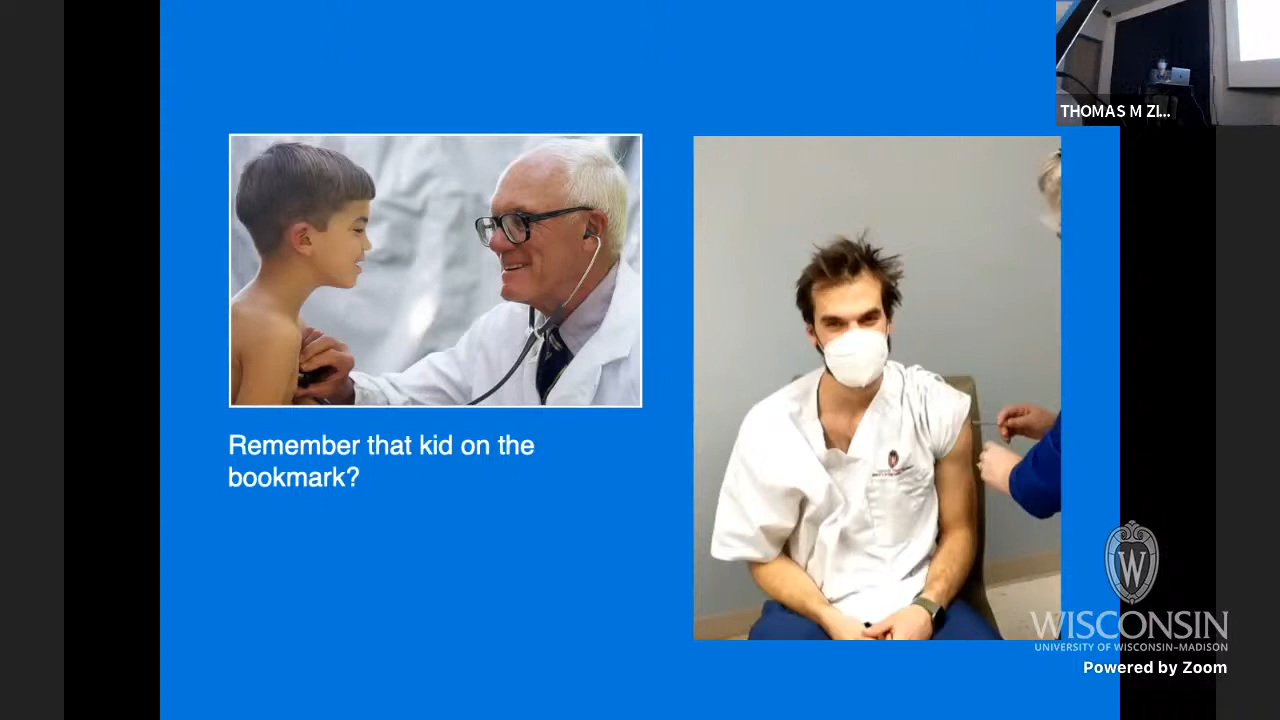 THOMAS M ZI...
Remember that kid on the
bookmark?
W
WISCONSIN
UNIVERSITY OF WISCONSIN–MADISON
Powered by Zoom